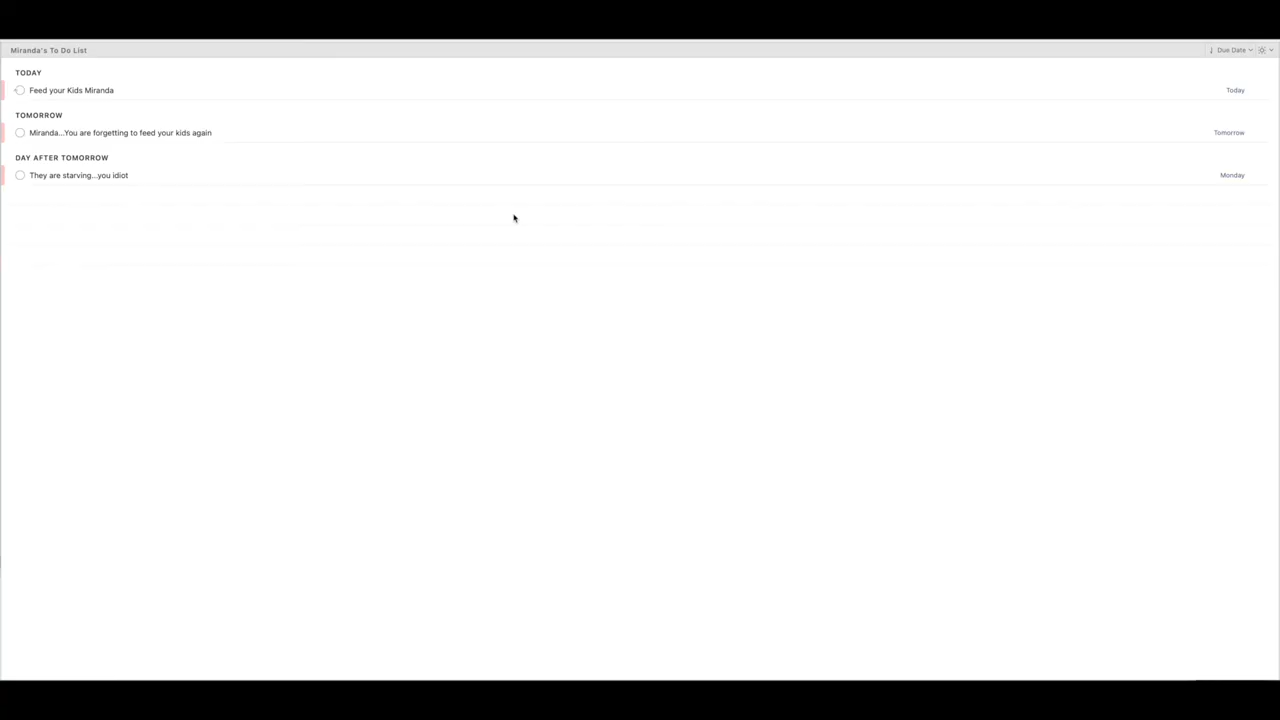 Miranda's To Do List
Due Date
TODAY
Feed your Kids Miranda
Today
TOMORROW
Miranda...You are forgetting to feed your kids again
Tomorrow
DAY AFTER TOMORROW
They are starving...you idiot
Monday